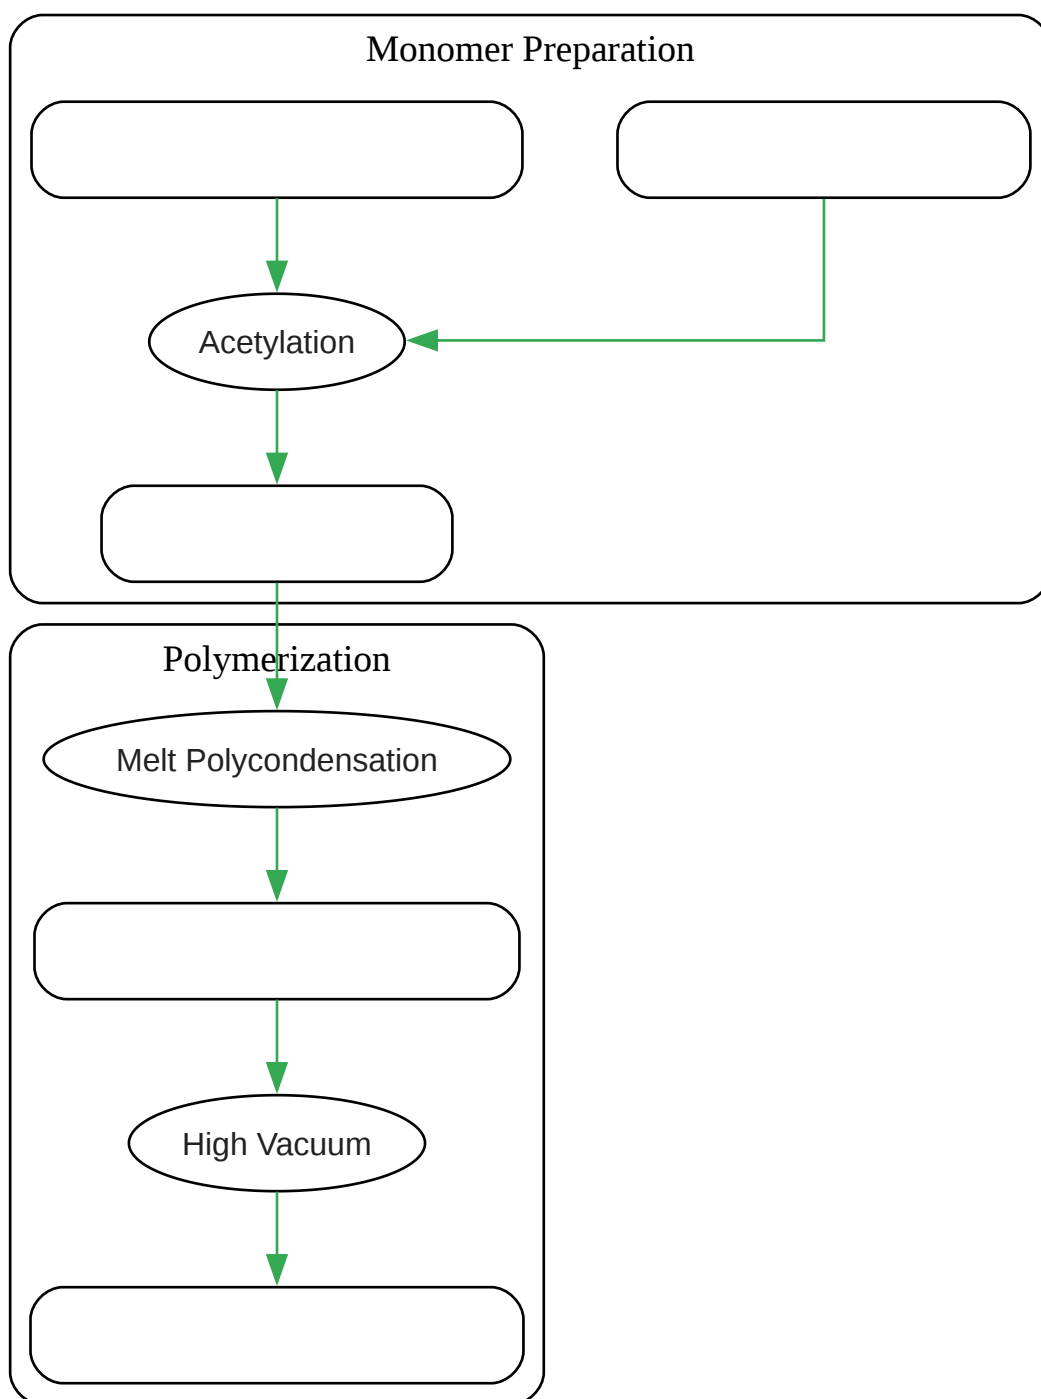 Monomer Preparation
Acetylation
Polymerization
Melt Polycondensation
High Vacuum